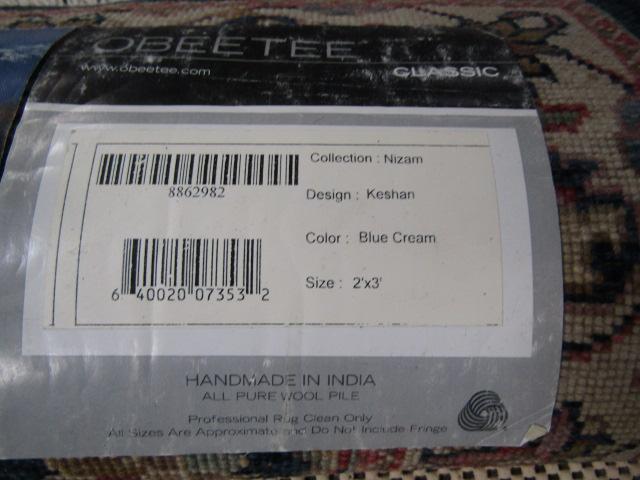 OBEETEE
www.obeetee.com
CLASSIC
Collection : Nizam
8862982
Design : Keshan
Color : Blue Cream
Size : 2'x3'
6 40020 07353 2
HANDMADE IN INDIA
ALL PURE WOOL PILE
Professional Rug Clean Only
All Sizes Are Approximate and Do Not Include Fringe